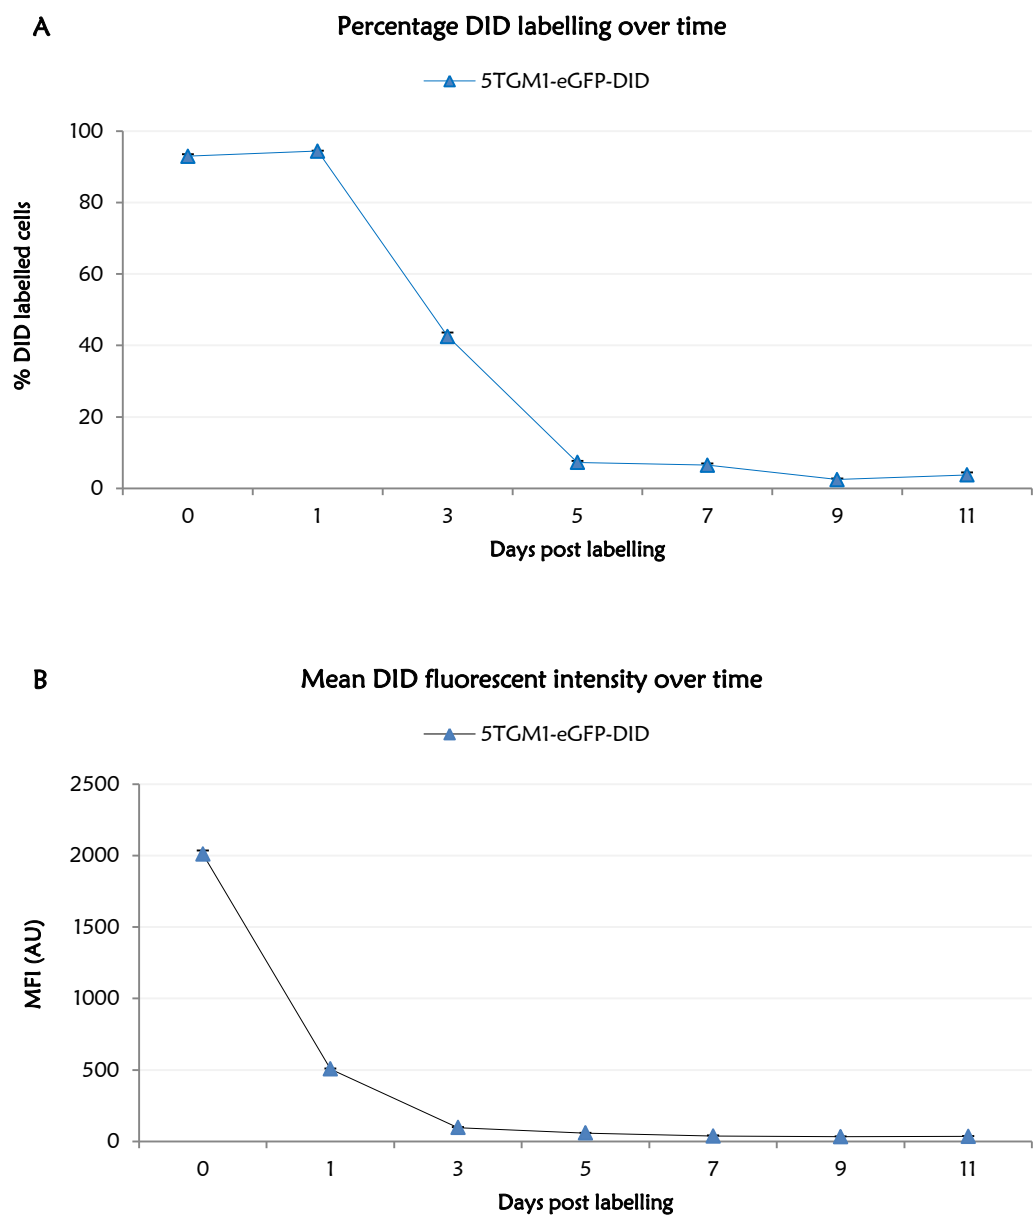 A
Percentage DID labelling over time
5TGM1-eGFP-DID
100
80
60
40
20
0
% DID labelled cells
0 1 3 5 7 9 11
Days post labelling
B
Mean DID fluorescent intensity over time
5TGM1-eGFP-DID
2500
2000
1500
1000
500
0
MFI (AU)
0 1 3 5 7 9 11
Days post labelling